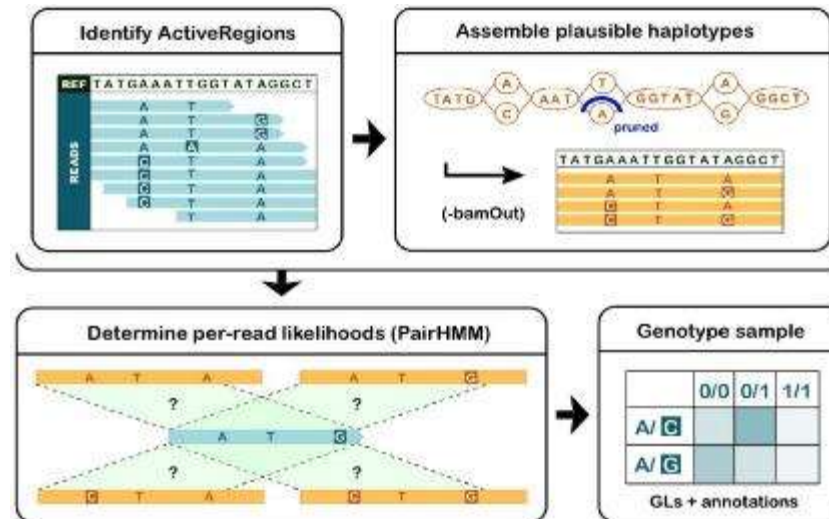 Identify ActiveRegions
REF TATGAAATTGGTATAGGCT
READS
A T
A T G
A T G
A A A
C T A
C T A
C T A
C T A
T A
Assemble plausible haplotypes
A T A
TATG AAT GGTAT GGCT
C A G
pruned
TATGAAATTGGTATAGGCT
A T A
A T G
C T A
C T G
(-bamOut)
Determine per-read likelihoods (PairHMM)
A T A A T G
? ?
A T G
? ?
C T A C T G
Genotype sample
0/0 0/1 1/1
A/ C
A/ G
GLs + annotations